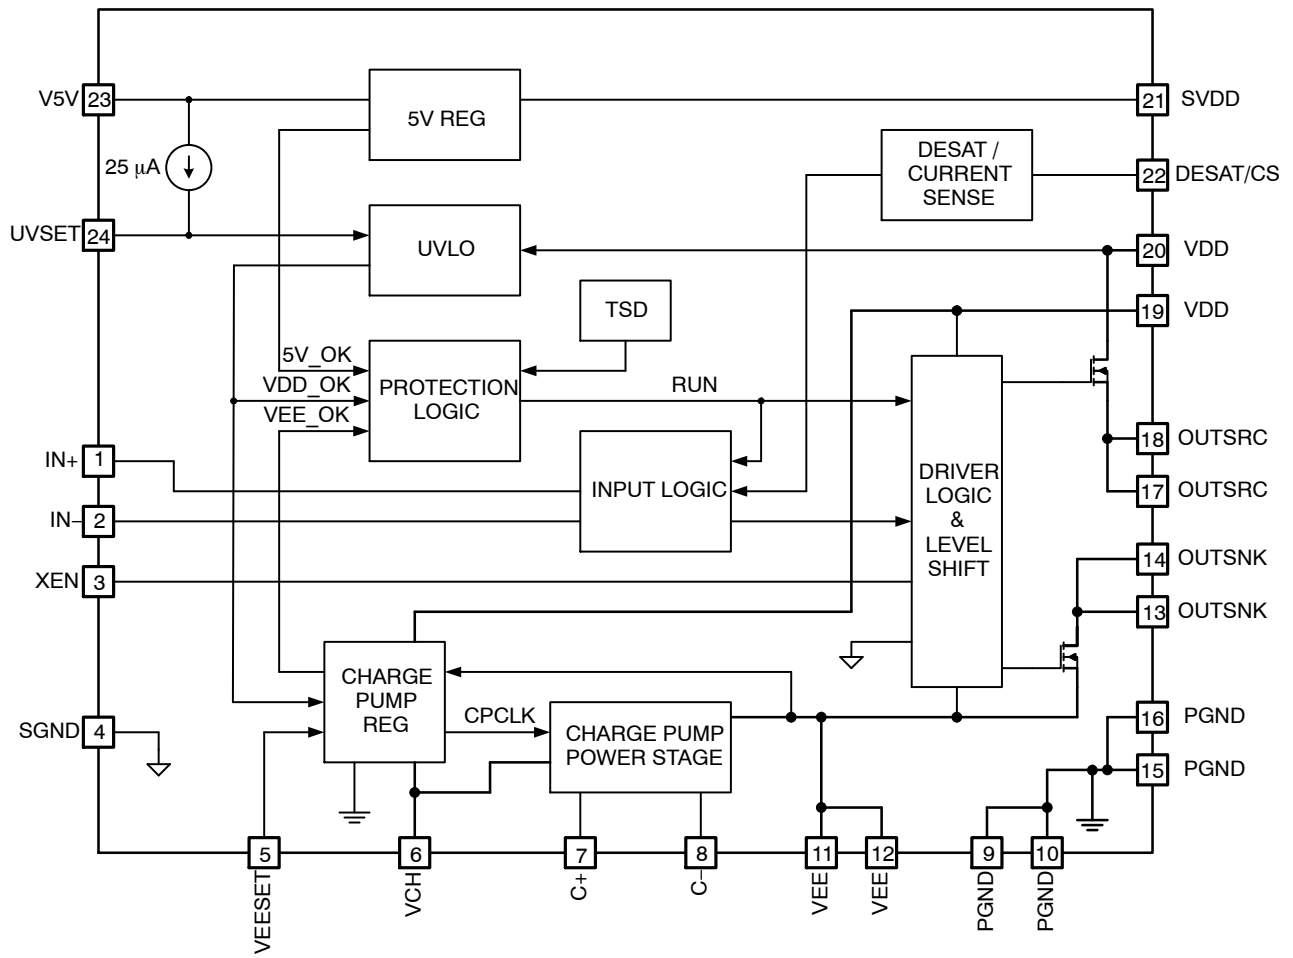 V5V 23
5V REG
21 SVDD
25 µA
DESAT /
CURRENT
SENSE
22 DESAT/CS
UVSET 24
UVLO
20 VDD
TSD
19 VDD
5V_OK
VDD_OK
VEE_OK
PROTECTION
LOGIC
RUN
18 OUTSRC
IN+ 1
INPUT LOGIC
DRIVER
LOGIC
&
LEVEL
SHIFT
17 OUTSRC
IN– 2
14 OUTSNK
XEN 3
13 OUTSNK
CHARGE
PUMP
REG
CPCLK
CHARGE PUMP
POWER STAGE
SGND 4
16 PGND
15 PGND
5 VEESET
6 VCH
7 C+
8 C–
11 VEE
12 VEE
9 PGND
10 PGND